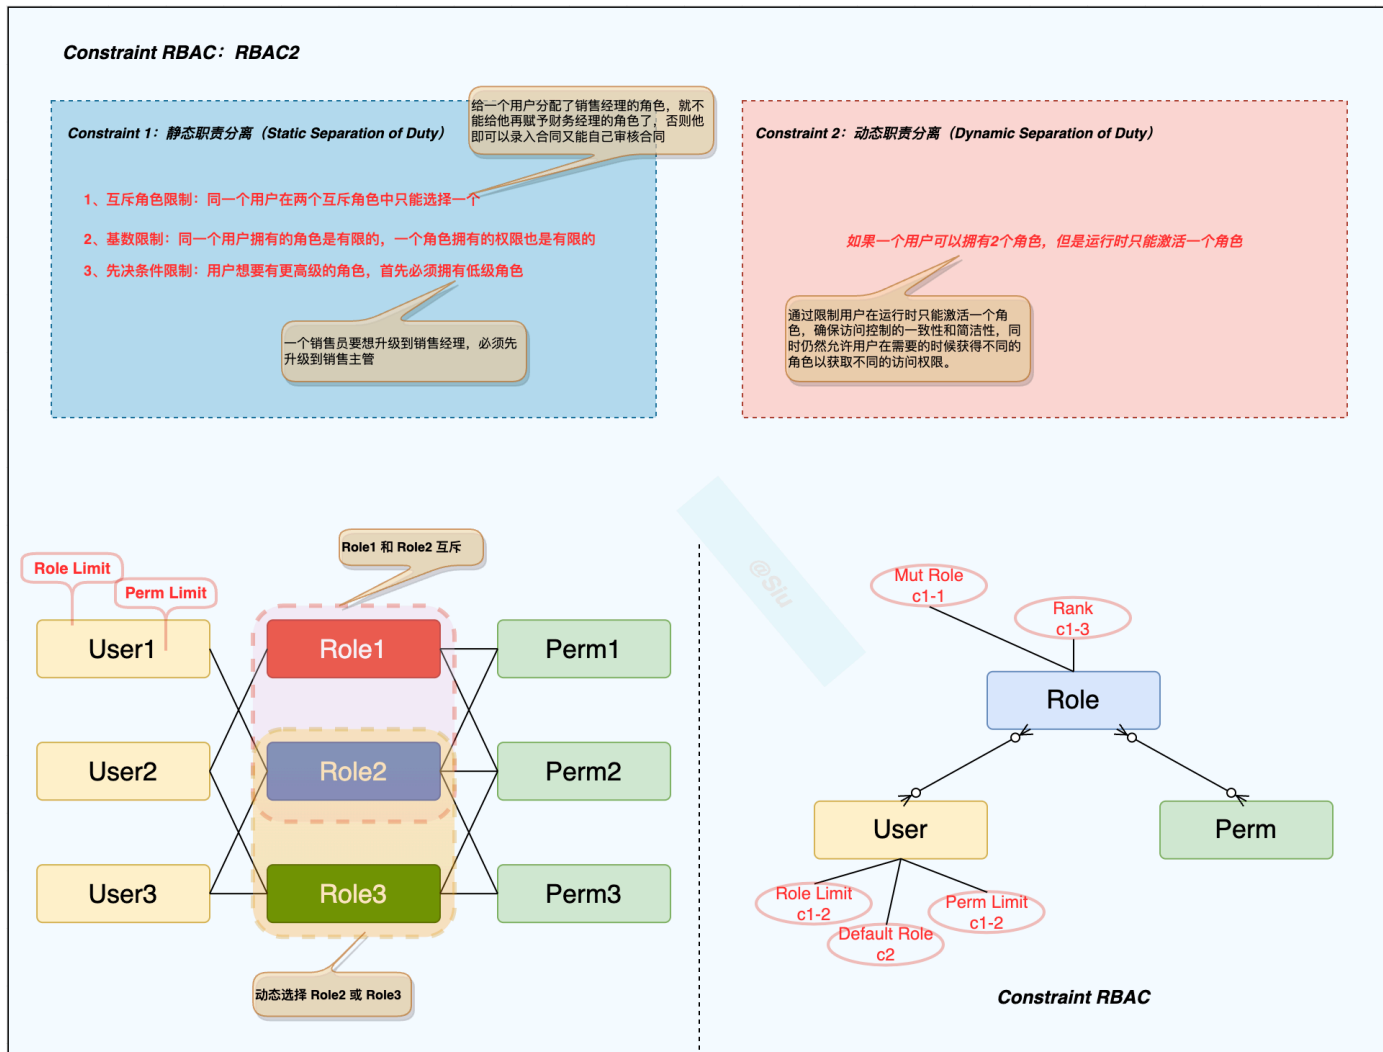 Constraint RBAC：RBAC2
Constraint 1：静态职责分离（Static Separation of Duty）
给一个用户分配了销售经理的角色，就不
能给他再赋予财务经理的角色了，否则他
即可以录入合同又能自己审核合同
1、互斥角色限制：同一个用户在两个互斥角色中只能选择一个
2、基数限制：同一个用户拥有的角色是有限的，一个角色拥有的权限也是有限的
3、先决条件限制：用户想要有更高级的角色，首先必须拥有低级角色
一个销售员要想升级到销售经理，必须先
升级到销售主管
Constraint 2：动态职责分离（Dynamic Separation of Duty）
如果一个用户可以拥有2个角色，但是运行时只能激活一个角色
通过限制用户在运行时只能激活一个角
色，确保访问控制的一致性和简洁性，同
时仍然允许用户在需要的时候获得不同的
角色以获取不同的访问权限。
Role1 和 Role2 互斥
Role Limit
Perm Limit
User1
Role1
Perm1
User2
Role2
Perm2
User3
Role3
Perm3
动态选择 Role2 或 Role3
@Siu
Mut Role
c1-1
Rank
c1-3
Role
User
Perm
Role Limit
c1-2
Perm Limit
c1-2
Default Role
c2
Constraint RBAC